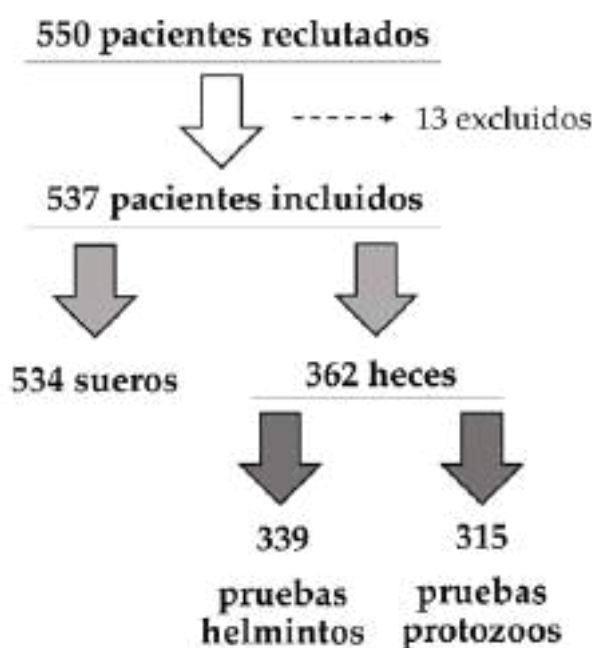 550 pacientes reclutados
13 excluidos
537 pacientes incluidos
534 sueros
362 heces
339
315
pruebas
helmintos
pruebas
protozoos